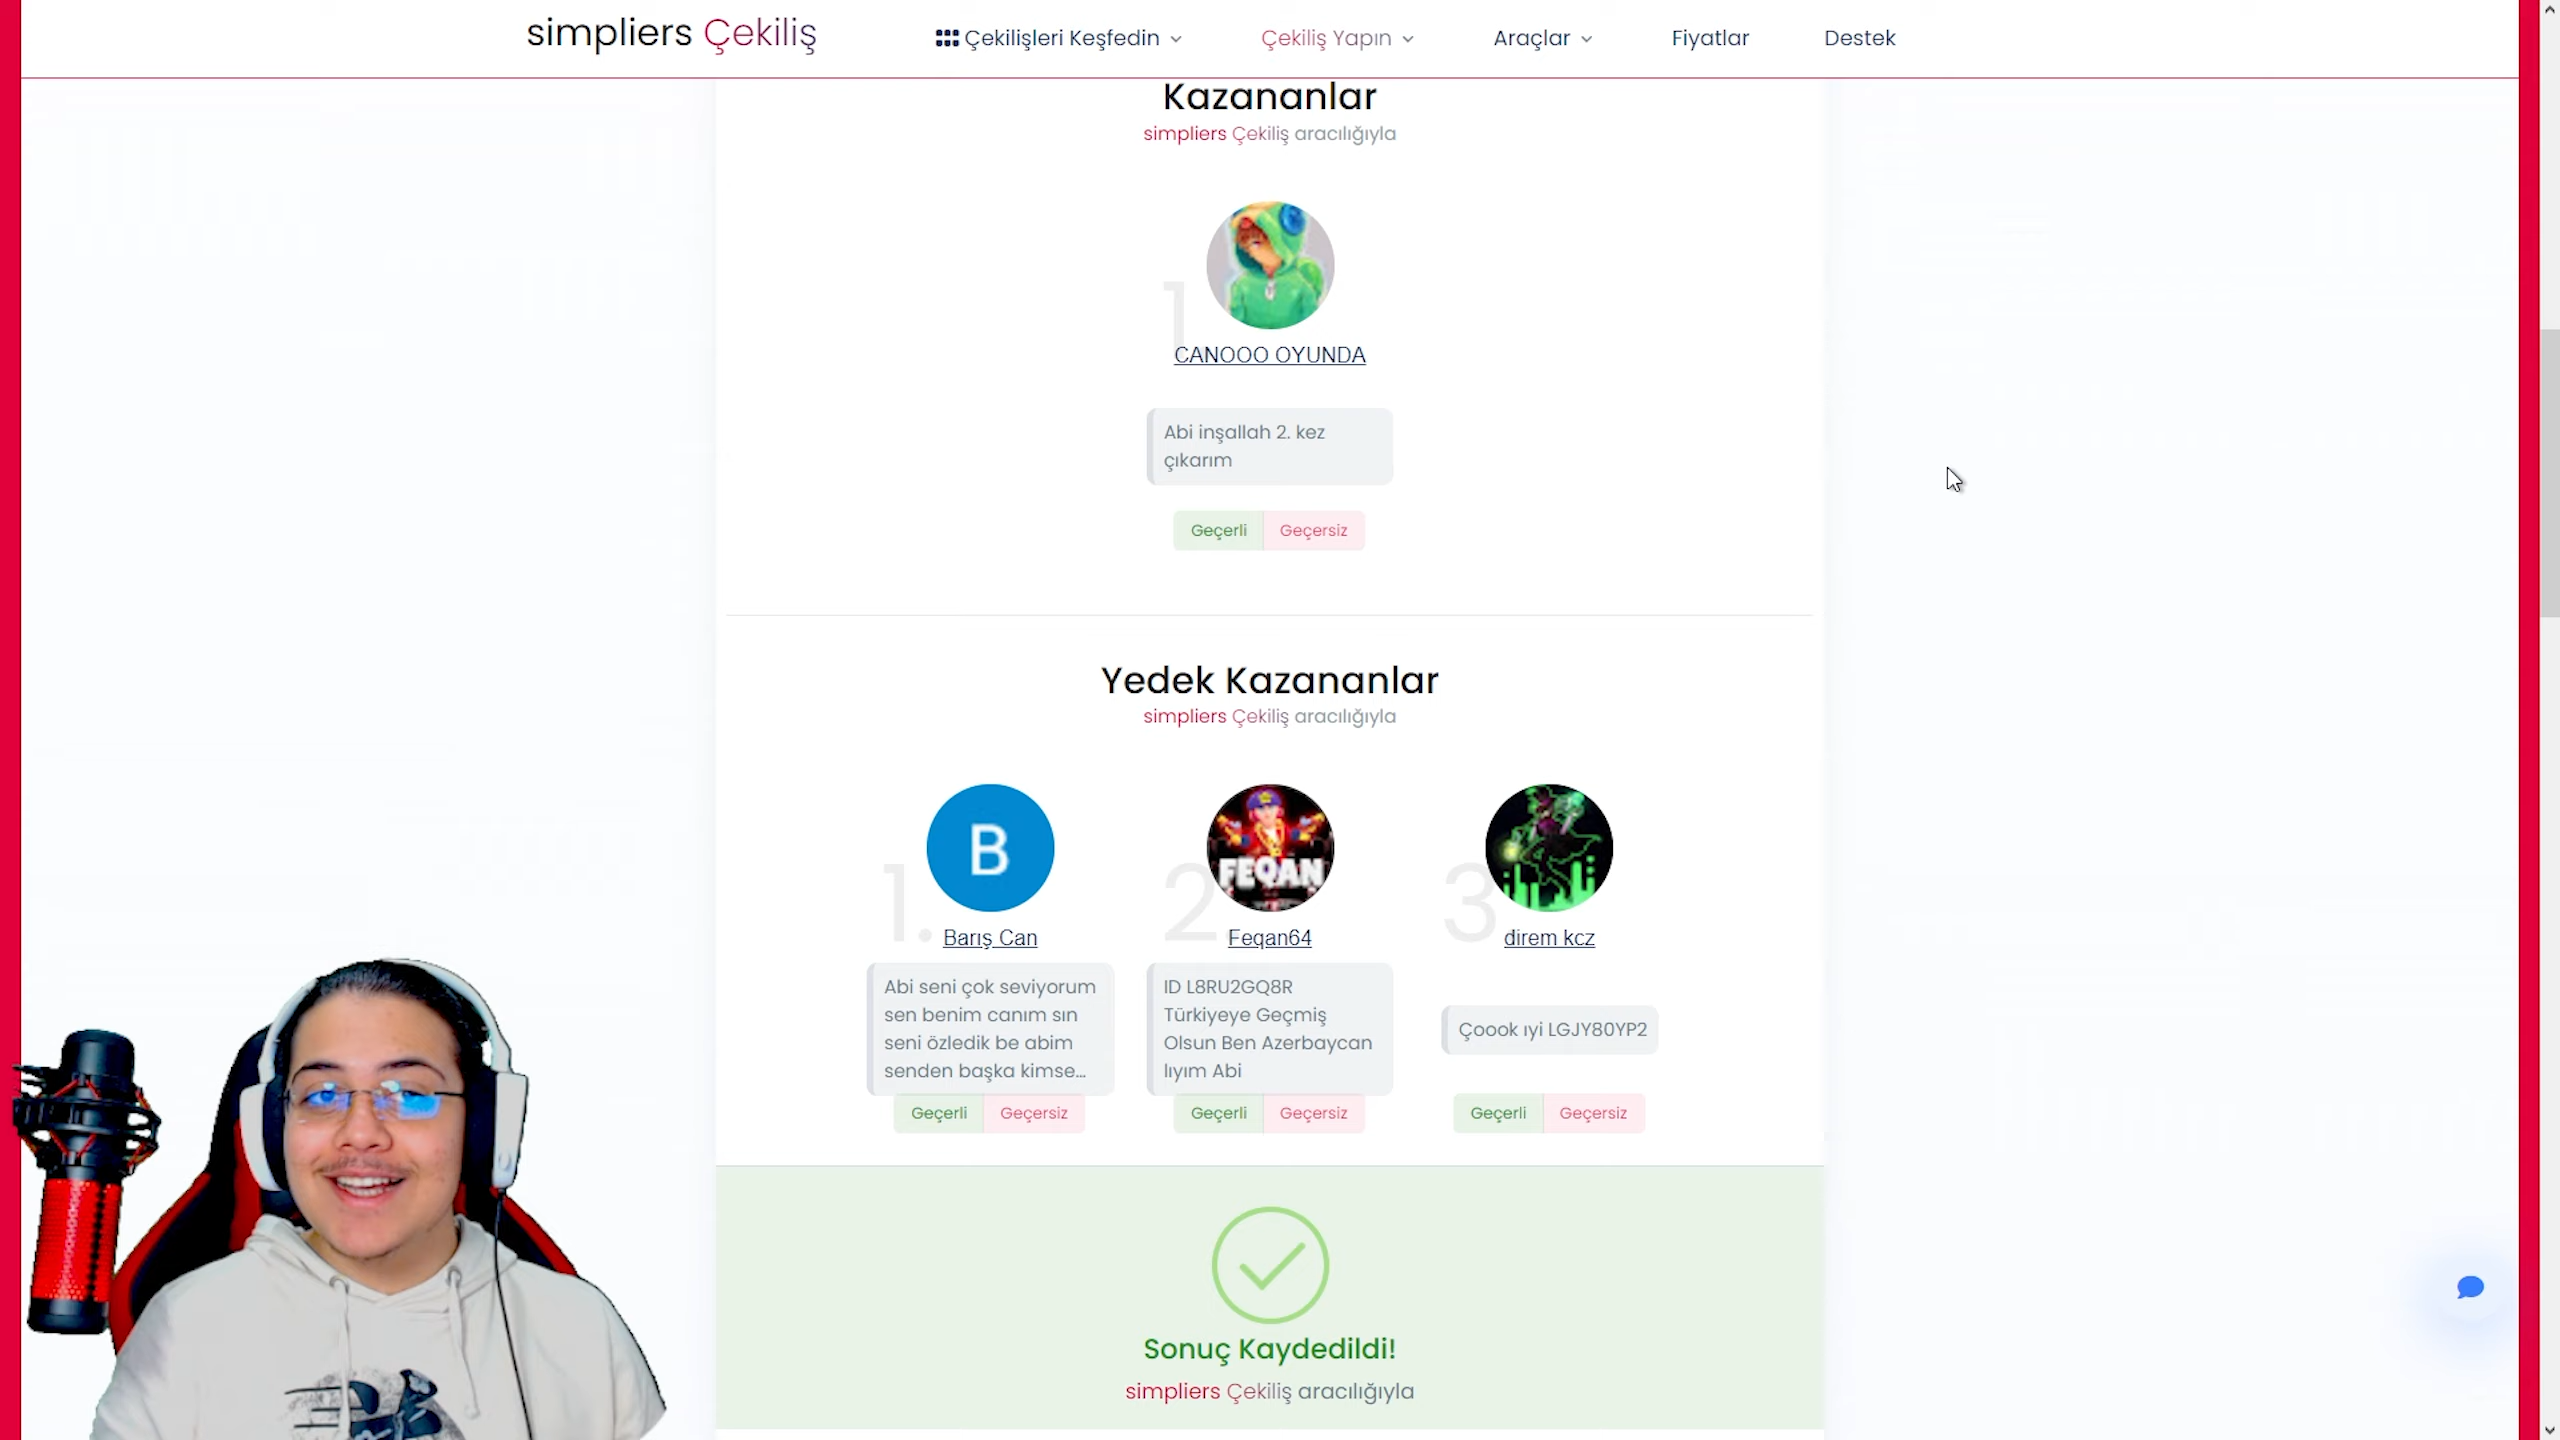 simpliers Çekiliş
Çekilişleri Keşfedin
Çekiliş Yapın
Araçlar
Fiyatlar
Destek
Kazananlar
simpliers Çekiliş aracılığıyla
1
CANOOO OYUNDA
Abi inşallah 2. kez
çıkarım
Geçerli
Geçersiz
Yedek Kazananlar
simpliers Çekiliş aracılığıyla
1.
B
Barış Can
Abi seni çok seviyorum
sen benim canım sın
seni özledik be abim
senden başka kimse...
Geçerli
Geçersiz
2
FEQAN
Feqan64
ID L8RU2GQ8R
Türkiyeye Geçmiş
Olsun Ben Azerbaycan
lıyım Abi
Geçerli
Geçersiz
3
direm kcz
Çoook ıyi LGJY80YP2
Geçerli
Geçersiz
Sonuç Kaydedildi!
simpliers Çekiliş aracılığıyla